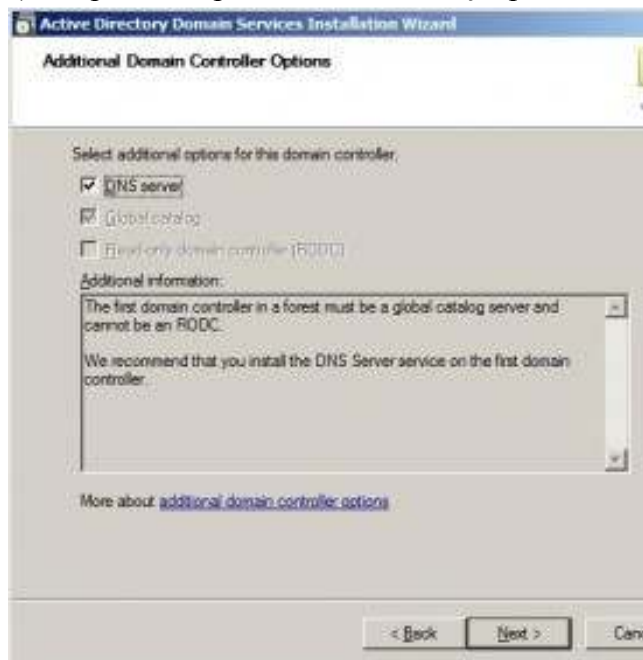 Active Directory Domain Services Installation Wizard
Additional Domain Controller Options
Select additional options for this domain controller.
DNS server
Global catalog
Read-only domain controller (RODC)
Additional information:
The first domain controller in a forest must be a global catalog server and
cannot be an RODC.
We recommend that you install the DNS Server service on the first domain
controller.
More about additional domain controller options
< Back
Next >
Canc